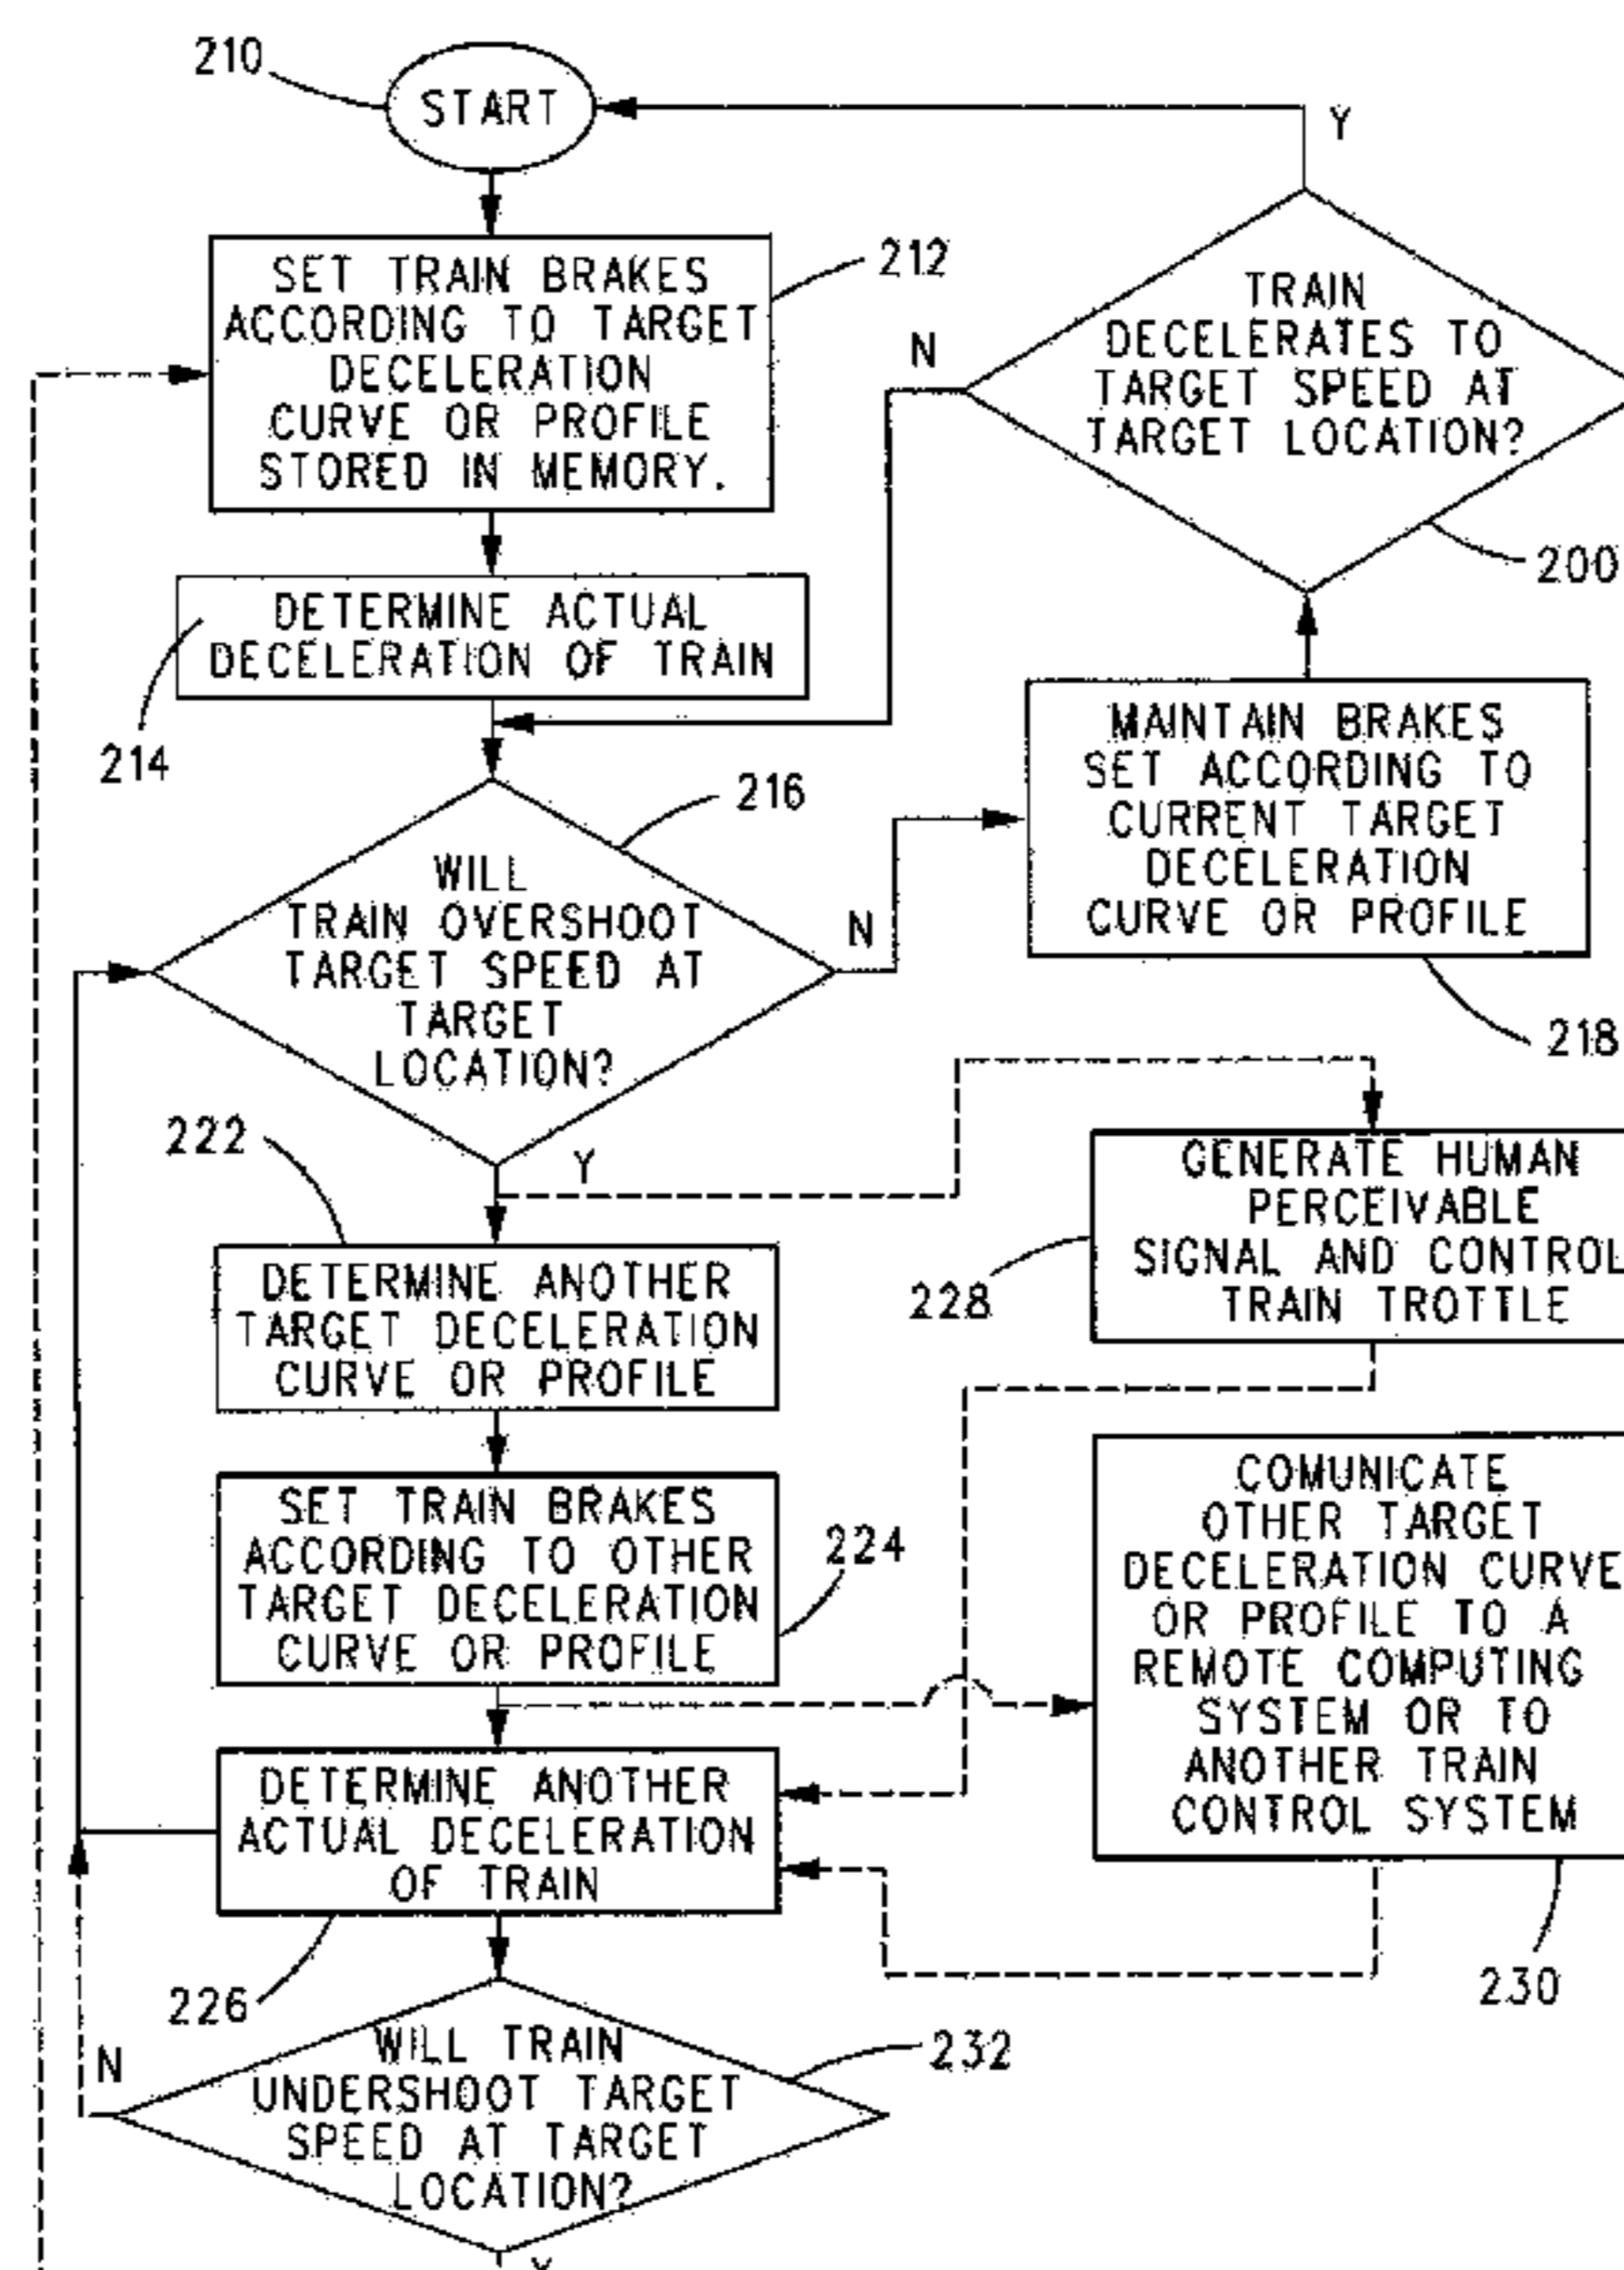 210
START
Y
SET TRAIN BRAKES
ACCORDING TO TARGET
DECELERATION
CURVE OR PROFILE
STORED IN MEMORY.
212
TRAIN
DECELERATES TO
TARGET SPEED AT
TARGET LOCATION?
N
200
DETERMINE ACTUAL
DECELERATION OF TRAIN
214
MAINTAIN BRAKES
SET ACCORDING TO
CURRENT TARGET
DECELERATION
CURVE OR PROFILE
218
216
WILL
TRAIN OVERSHOOT
TARGET SPEED AT
TARGET
LOCATION?
N
Y
222
DETERMINE ANOTHER
TARGET DECELERATION
CURVE OR PROFILE
GENERATE HUMAN
PERCEIVABLE
SIGNAL AND CONTROL
TRAIN TROTTLE
228
SET TRAIN BRAKES
ACCORDING TO OTHER
TARGET DECELERATION
CURVE OR PROFILE
224
COMUNICATE
OTHER TARGET
DECELERATION CURVE
OR PROFILE TO A
REMOTE COMPUTING
SYSTEM OR TO
ANOTHER TRAIN
CONTROL SYSTEM
230
DETERMINE ANOTHER
ACTUAL DECELERATION
OF TRAIN
226
WILL TRAIN
UNDERSHOOT TARGET
SPEED AT TARGET
LOCATION?
232
N